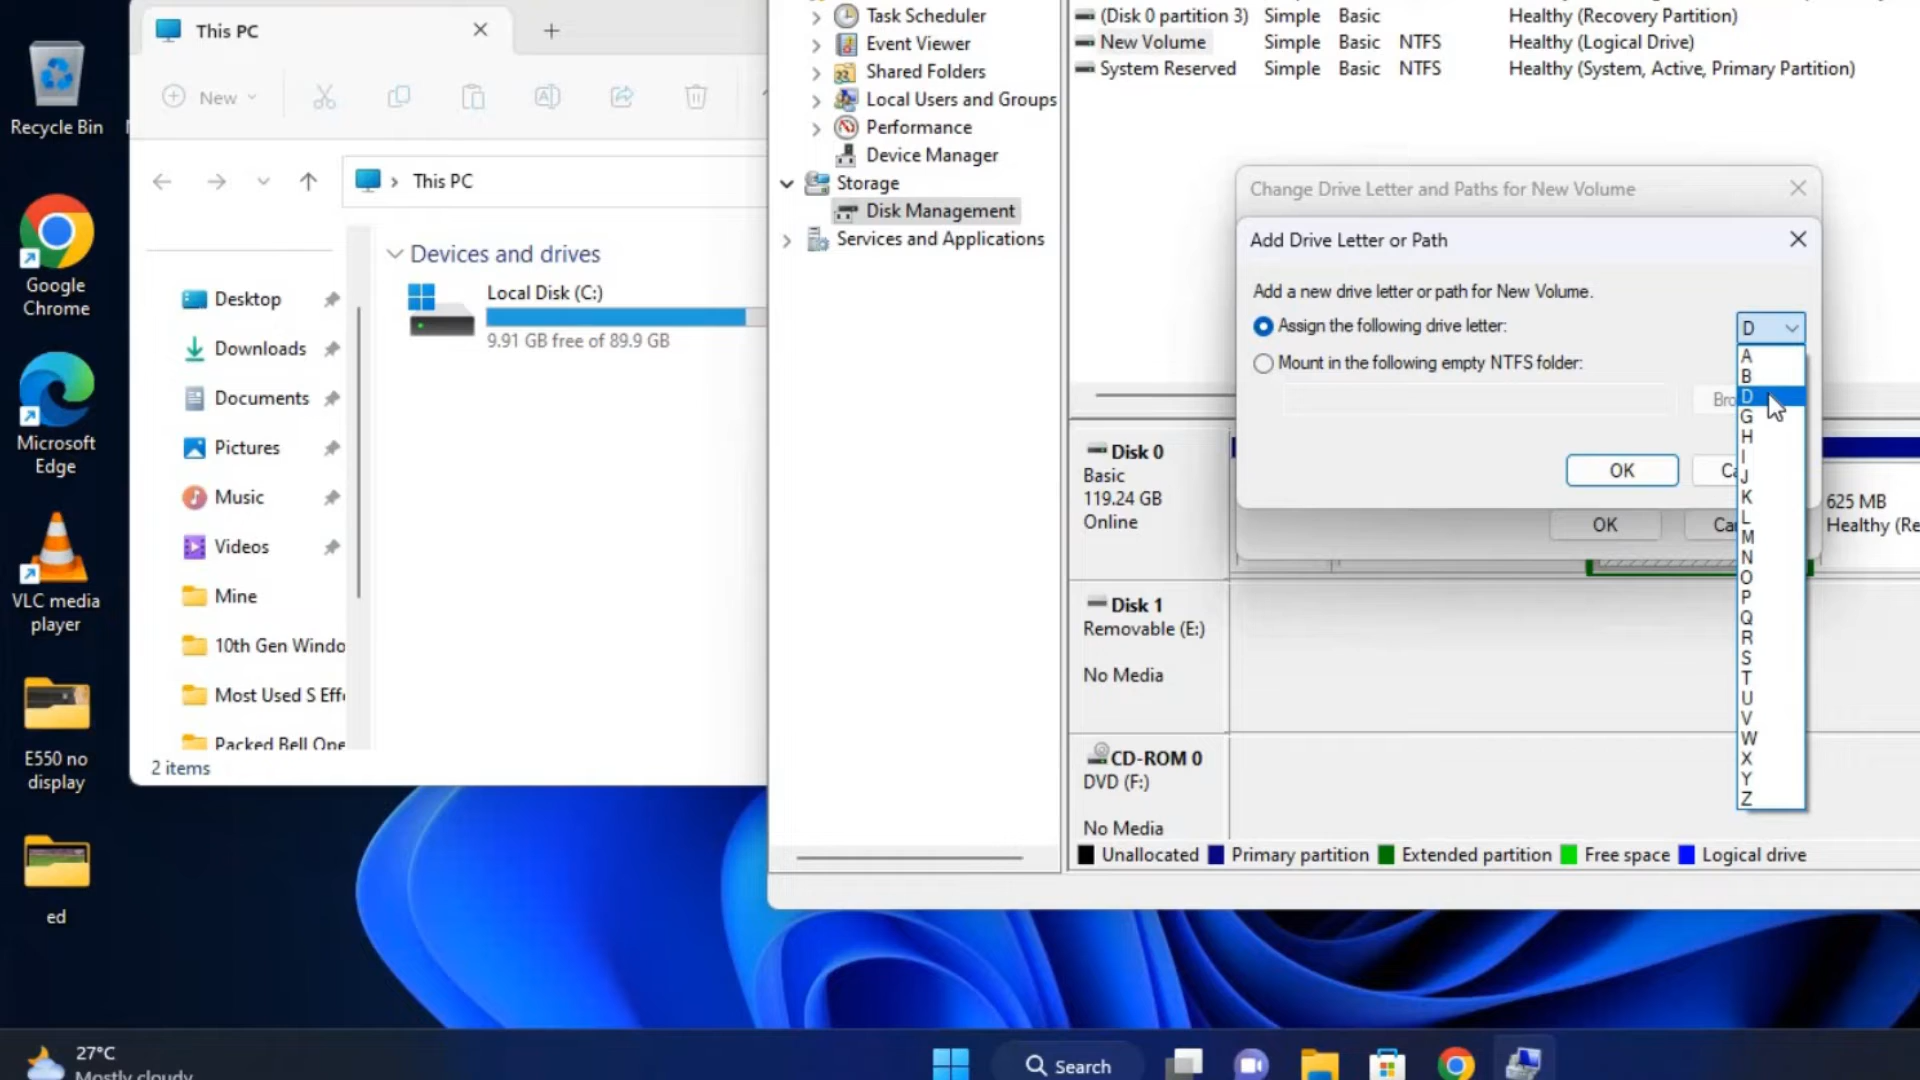 Recycle Bin
Google
Chrome
Microsoft
Edge
VLC media
player
E550 no
display
ed
This PC
New
This PC
Desktop
Downloads
Documents
Pictures
Music
Videos
Mine
10th Gen Windo
Most Used S Effe
Packed Bell Ope
2 items
Devices and drives
Local Disk (C:)
9.91 GB free of 89.9 GB
Task Scheduler
Event Viewer
Shared Folders
Local Users and Groups
Performance
Device Manager
Storage
Disk Management
Services and Applications
(Disk 0 partition 3) Simple Basic Healthy (Recovery Partition)
New Volume Simple Basic NTFS Healthy (Logical Drive)
System Reserved Simple Basic NTFS Healthy (System, Active, Primary Partition)
Change Drive Letter and Paths for New Volume
Add Drive Letter or Path
Add a new drive letter or path for New Volume.
Assign the following drive letter:
D
Mount in the following empty NTFS folder:
Bro
OK
Ca
OK
Ca
A
B
D
G
H
I
J
K
L
M
N
O
P
Q
R
S
T
U
V
W
X
Y
Z
Disk 0
Basic
119.24 GB
Online
625 MB
Healthy (Re
Disk 1
Removable (E:)
No Media
CD-ROM 0
DVD (F:)
No Media
Unallocated Primary partition Extended partition Free space Logical drive
27°C
Mostly cloudy
Search